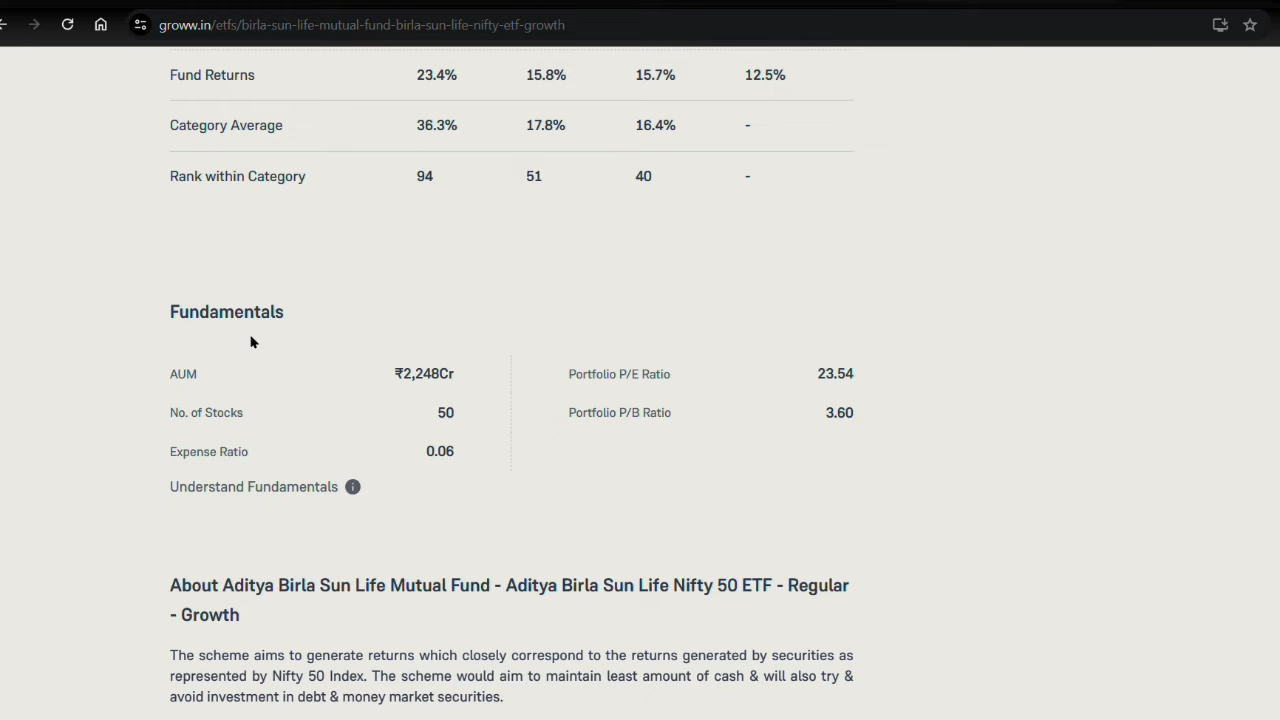 groww.in/etfs/birla-sun-life-mutual-fund-birla-sun-life-nifty-etf-growth
Fund Returns 23.4% 15.8% 15.7% 12.5%
Category Average 36.3% 17.8% 16.4% -
Rank within Category 94 51 40 -
Fundamentals
AUM ₹2,248Cr Portfolio P/E Ratio 23.54
No. of Stocks 50 Portfolio P/B Ratio 3.60
Expense Ratio 0.06
Understand Fundamentals i
About Aditya Birla Sun Life Mutual Fund - Aditya Birla Sun Life Nifty 50 ETF - Regular
- Growth
The scheme aims to generate returns which closely correspond to the returns generated by securities as
represented by Nifty 50 Index. The scheme would aim to maintain least amount of cash & will also try &
avoid investment in debt & money market securities.